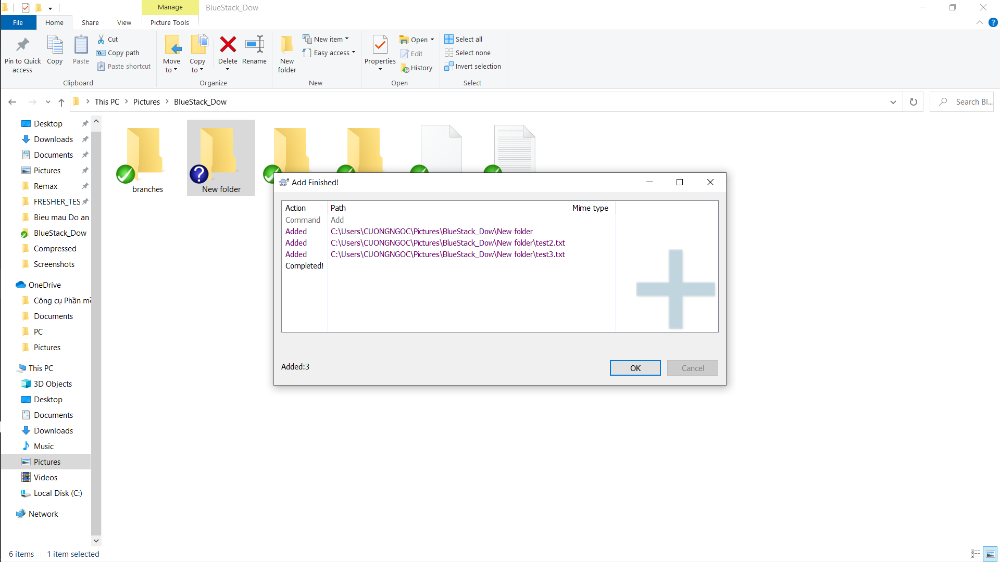 Manage
BlueStack_Dow
File
Home
Share
View
Picture Tools
?
Pin to Quick access
Copy
Paste
Cut
Copy path
Paste shortcut
Clipboard
Move to
Copy to
Delete
Rename
Organize
New folder
New item
Easy access
New
Properties
Open
Edit
History
Open
Select all
Select none
Invert selection
Select
This PC
Pictures
BlueStack_Dow
Search Bl...
Desktop
Downloads
Documents
Pictures
Remax
FRESHER_TES
Bieu mau Do an
BlueStack_Dow
Compressed
Screenshots
OneDrive
Công cụ Phần mề
Documents
PC
Pictures
This PC
3D Objects
Desktop
Documents
Downloads
Music
Pictures
Videos
Local Disk (C:)
Network
branches
?
New folder
Add Finished!
Action Path Mime type
Command Add
Added C:\Users\CUONGNGOC\Pictures\BlueStack_Dow\New folder
Added C:\Users\CUONGNGOC\Pictures\BlueStack_Dow\New folder\test2.txt
Added C:\Users\CUONGNGOC\Pictures\BlueStack_Dow\New folder\test3.txt
Completed!
Added:3
OK
Cancel
6 items
1 item selected